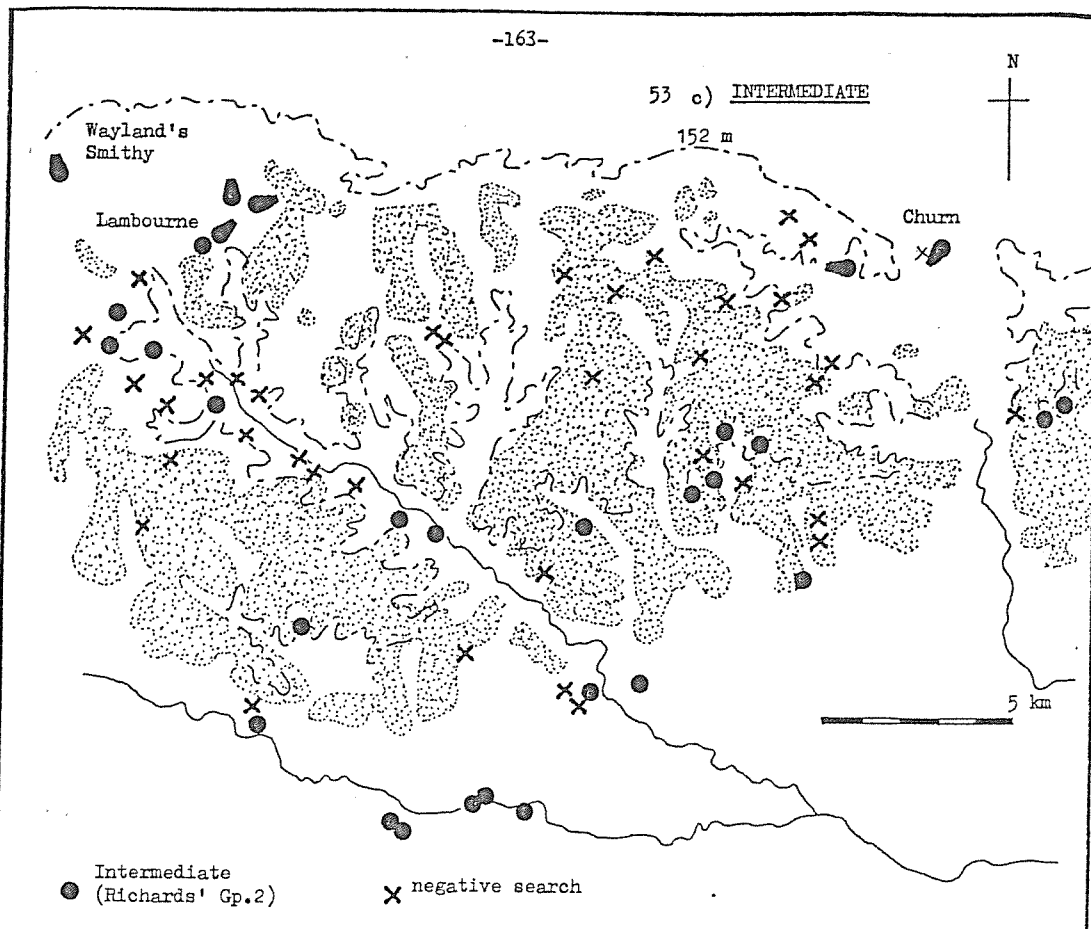 -163-
53 c) INTERMEDIATE
N
152 m
Wayland's
Smithy
Lambourne
Churn
5 km
Intermediate
(Richards' Gp.2)
negative search